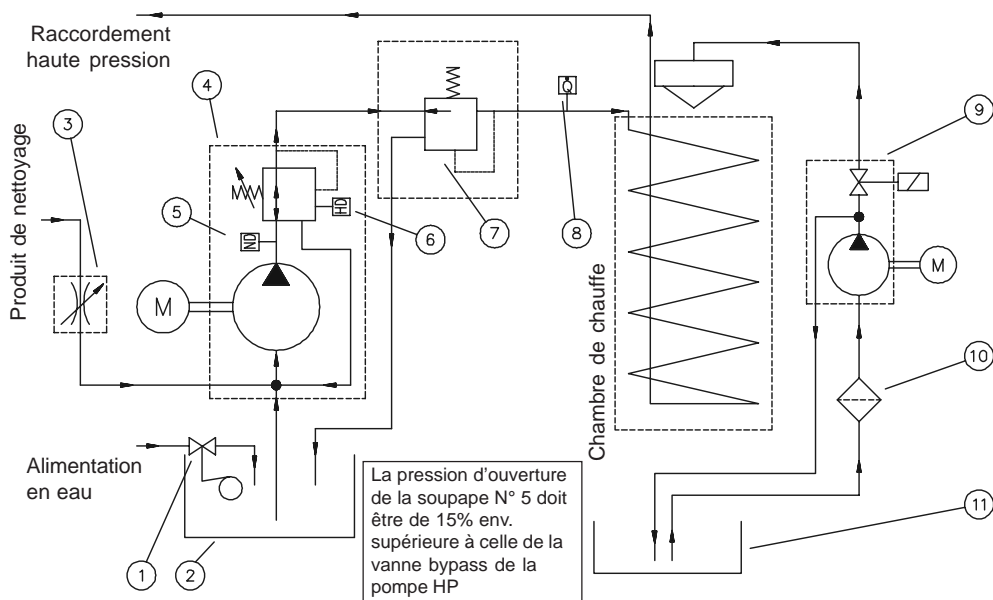 Raccordement
haute pression
4
3
Produit de nettoyage
5
ND
HD
6
7
Q
8
9
M
M
10
Chambre de chauffe
Alimentation
en eau
1
2
La pression d'ouverture
de la soupape N° 5 doit
être de 15% env.
supérieure à celle de la
vanne bypass de la
pompe HP
11